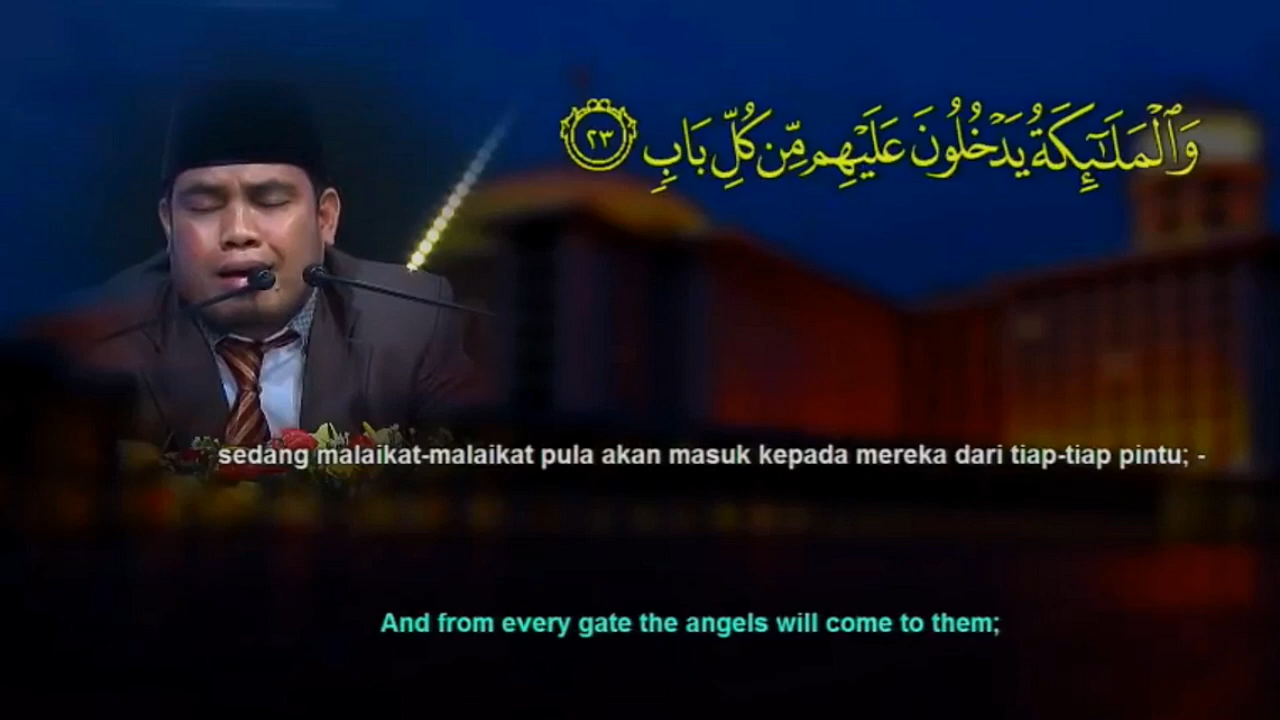 وَٱلْمَلَـٰٓئِكَةُ يَدْخُلُونَ عَلَيْهِم مِّن كُلِّ بَابٍ ٢٣
sedang malaikat-malaikat pula akan masuk kepada mereka dari tiap-tiap pintu; -
And from every gate the angels will come to them;